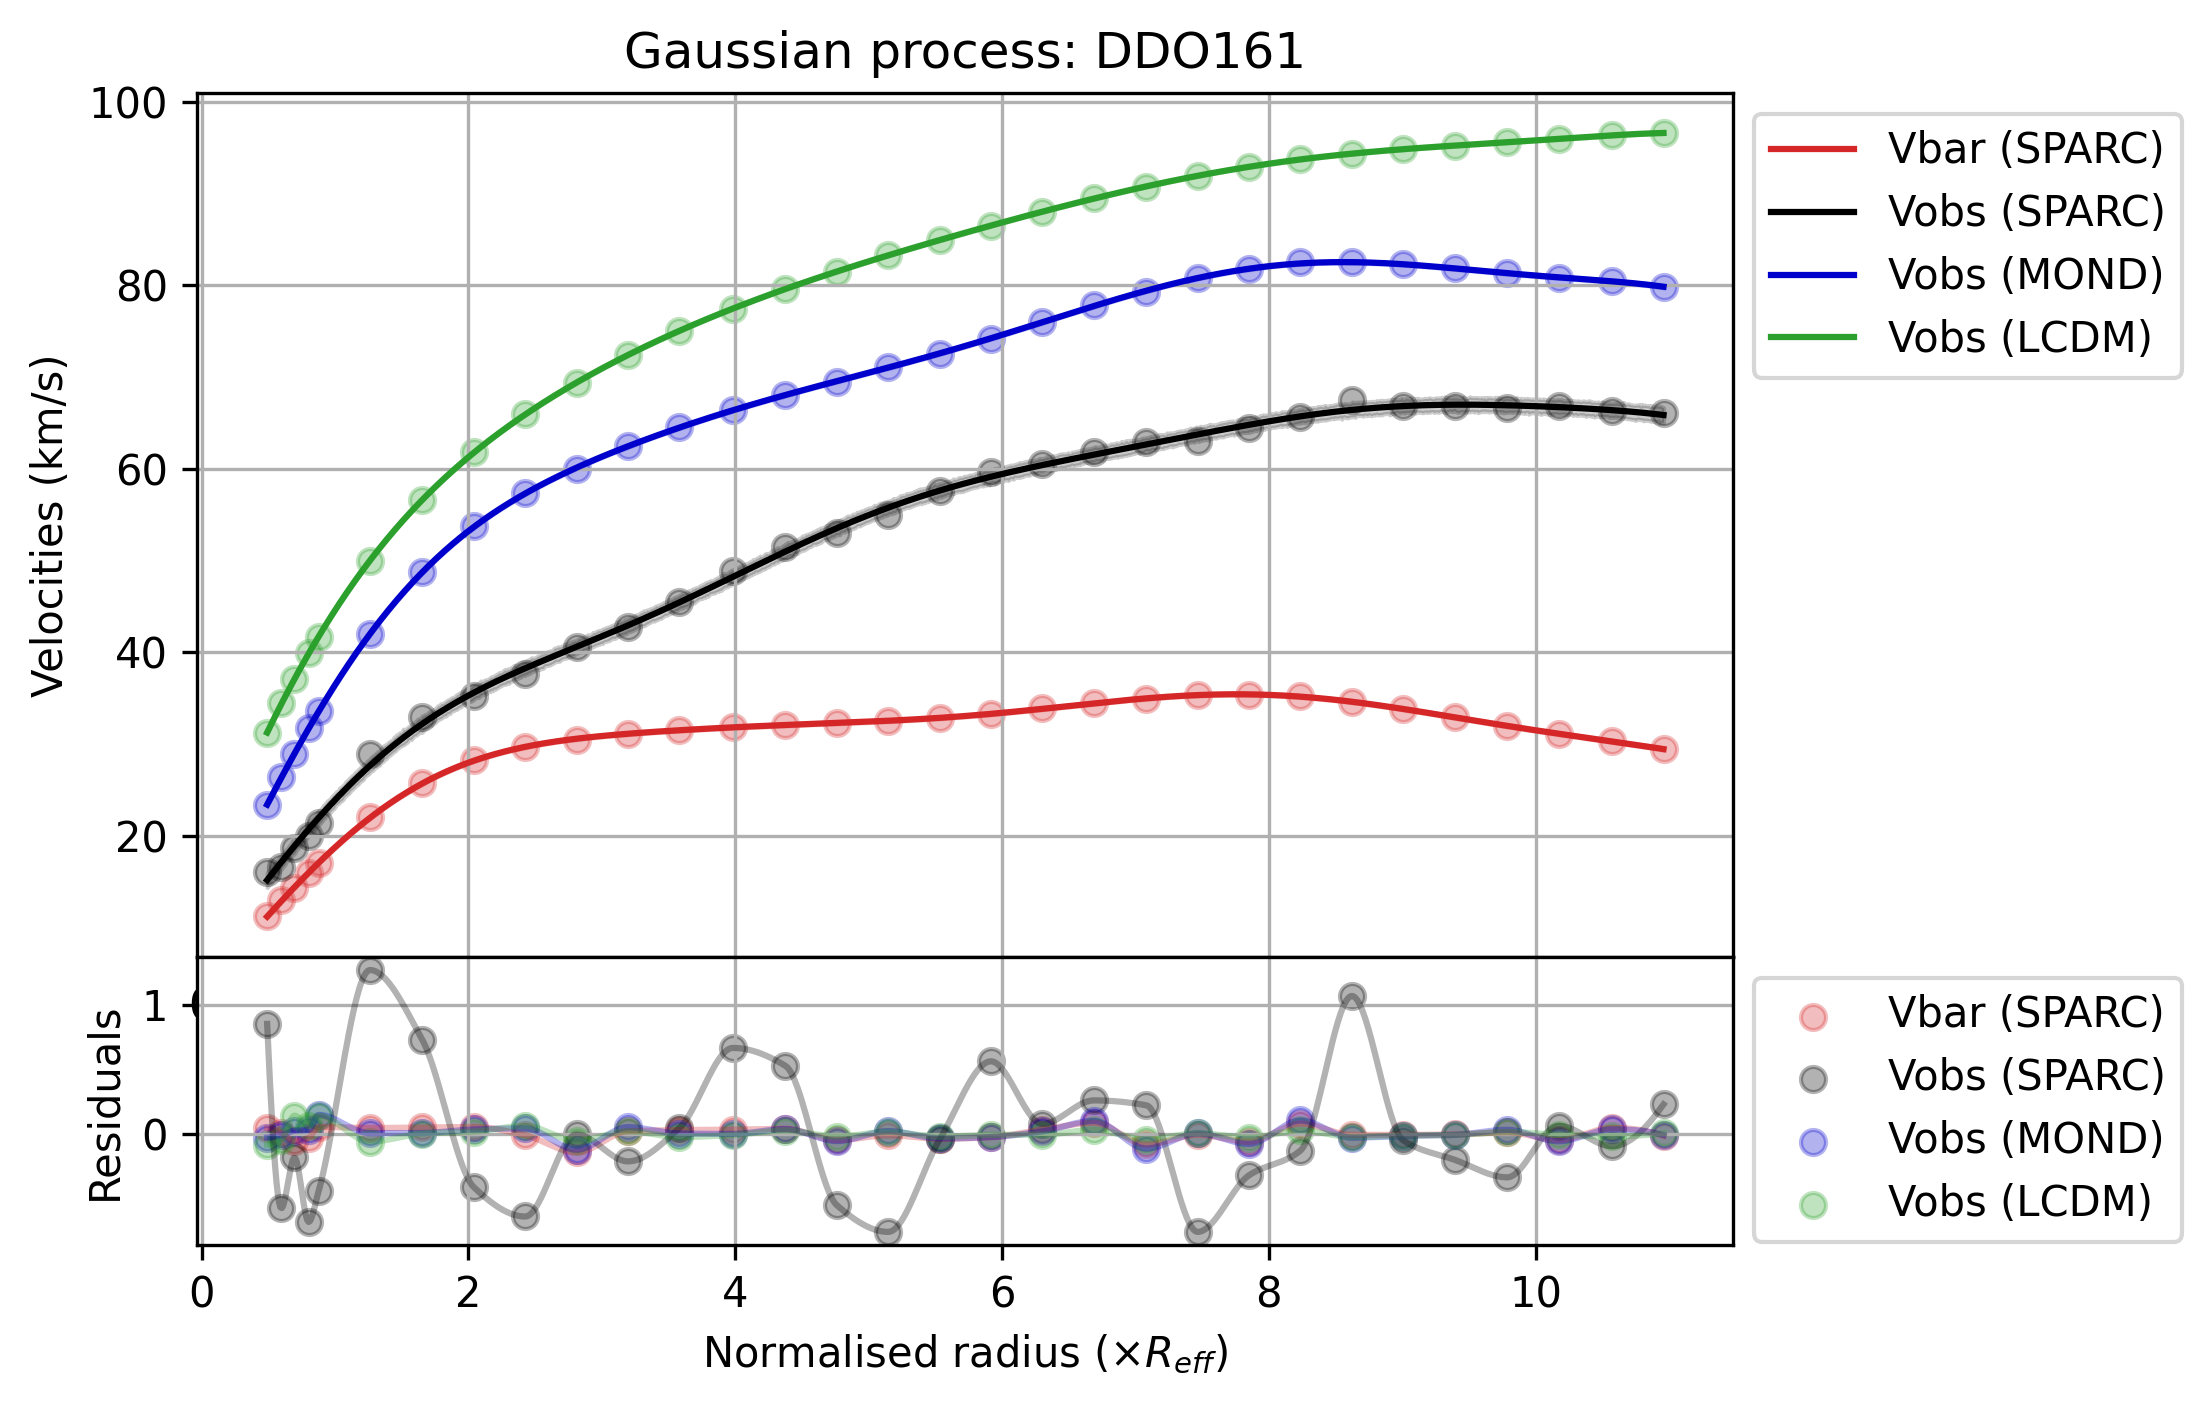 Gaussian process: DDO161
100
80
60
40
20
Velocities (km/s)
Vbar (SPARC)
Vobs (SPARC)
Vobs (MOND)
Vobs (LCDM)
1
0
Residuals
Vbar (SPARC)
Vobs (SPARC)
Vobs (MOND)
Vobs (LCDM)
0 2 4 6 8 10
Normalised radius (×R_eff)